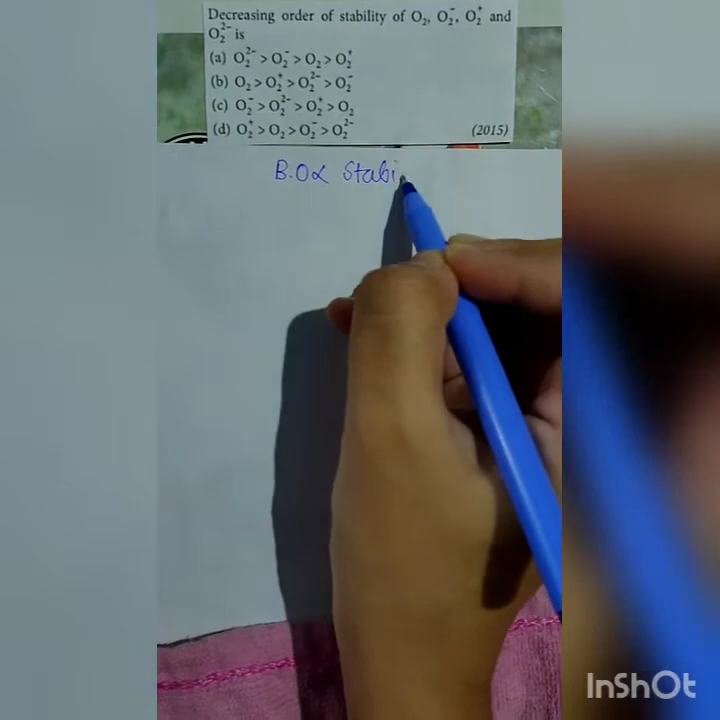 Decreasing order of stability of O₂, O₂⁻, O₂⁺ and
O₂²⁻ is
(a) O₂²⁻ > O₂⁻ > O₂ > O₂⁺
(b) O₂ > O₂⁺ > O₂²⁻ > O₂⁻
(c) O₂⁻ > O₂²⁻ > O₂⁺ > O₂
(d) O₂⁺ > O₂ > O₂⁻ > O₂²⁻ (2015)
B.O∝ Stabi
InShOt